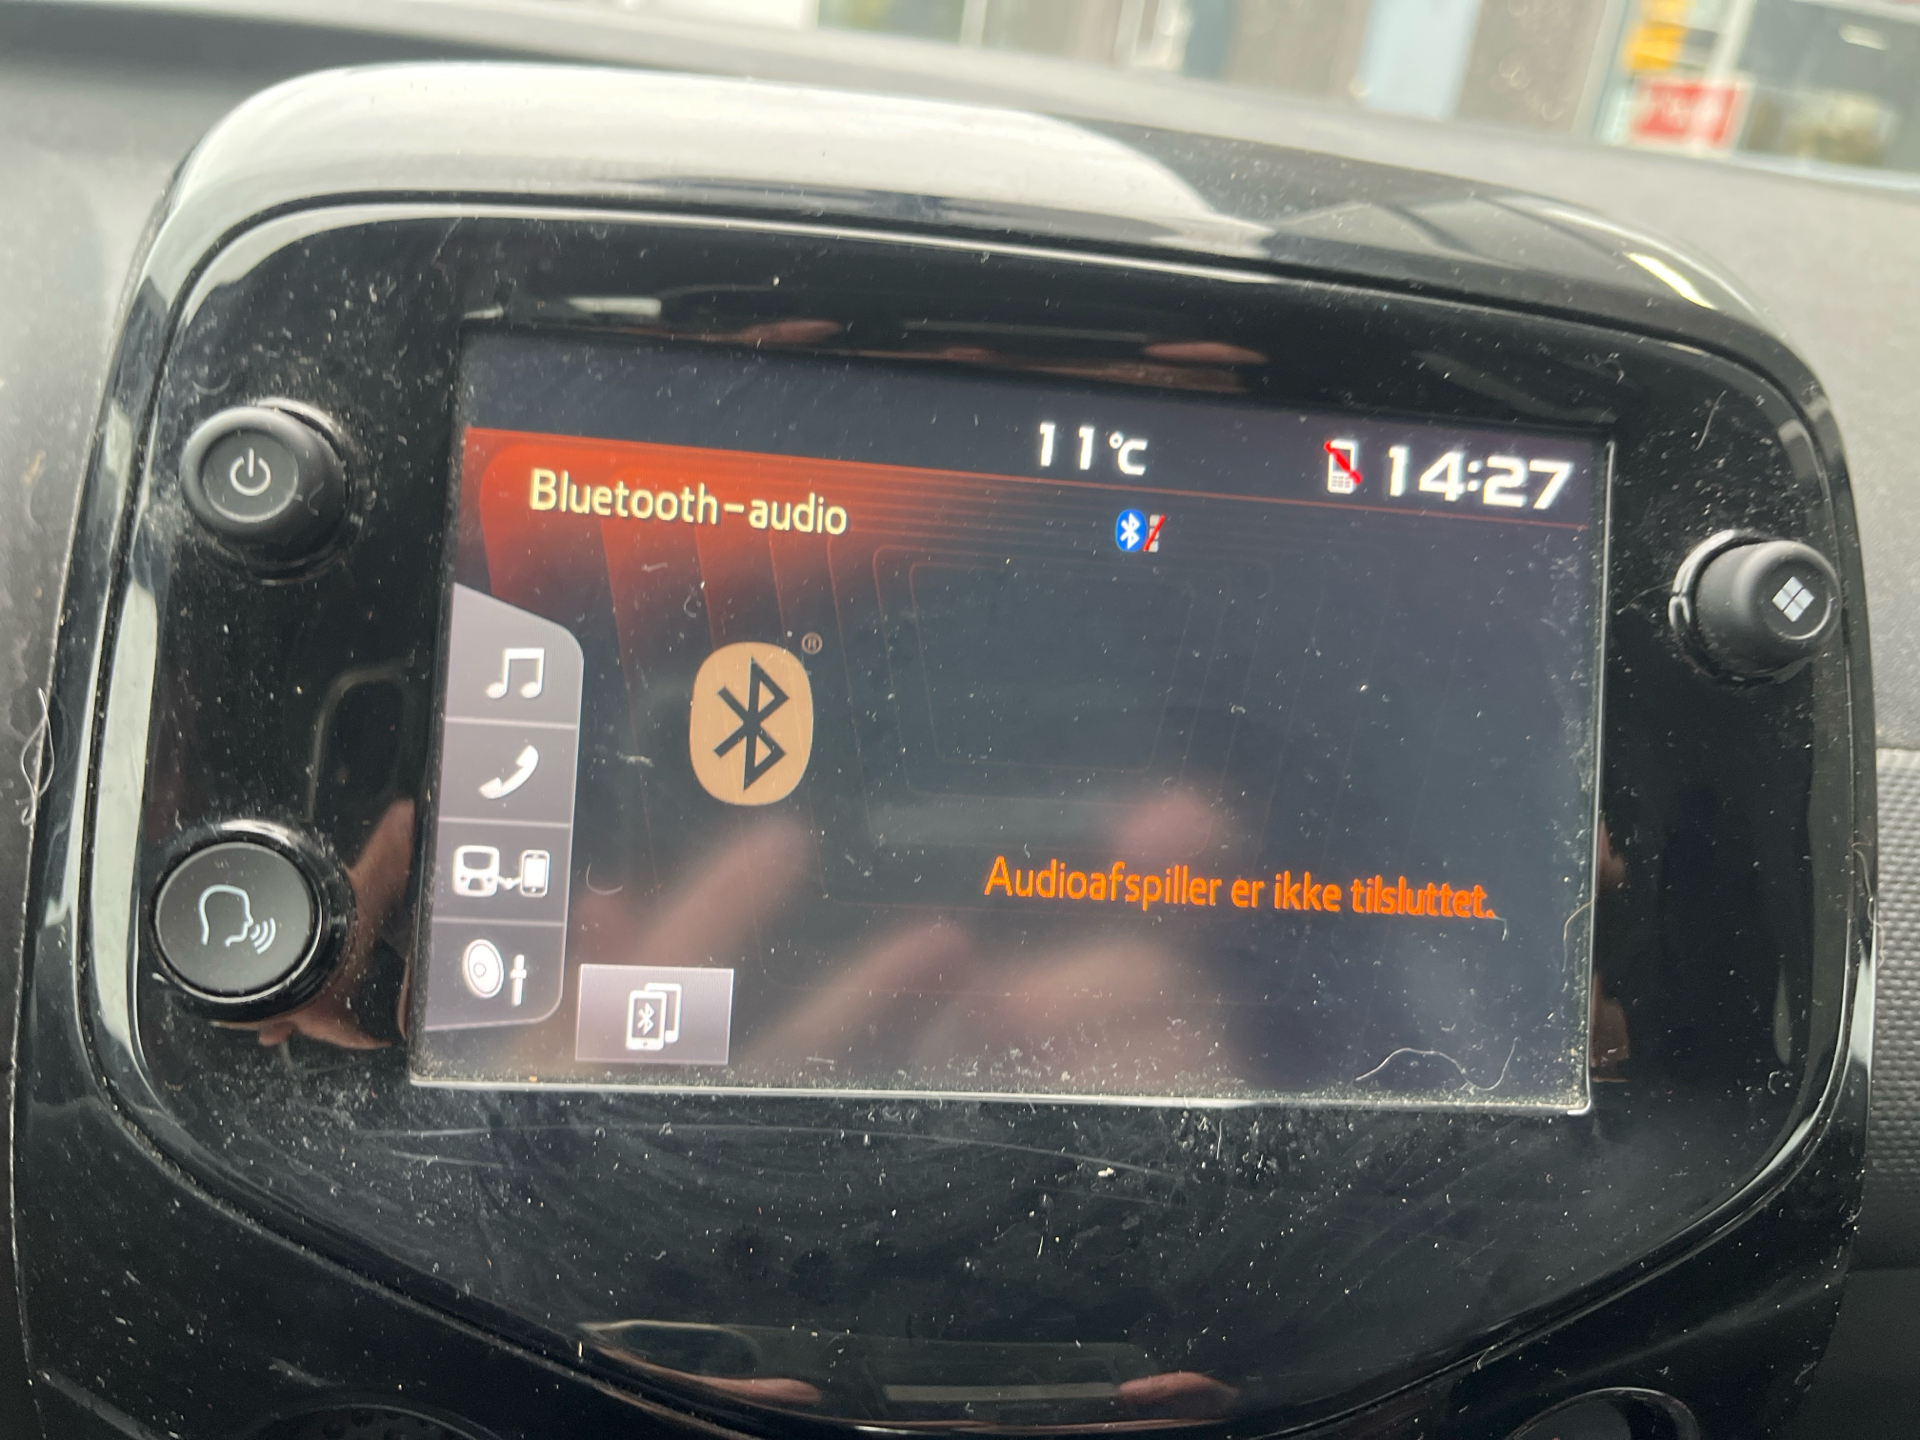 11°C
14:27
Bluetooth-audio
®
Audioafspiller er ikke tilsluttet.